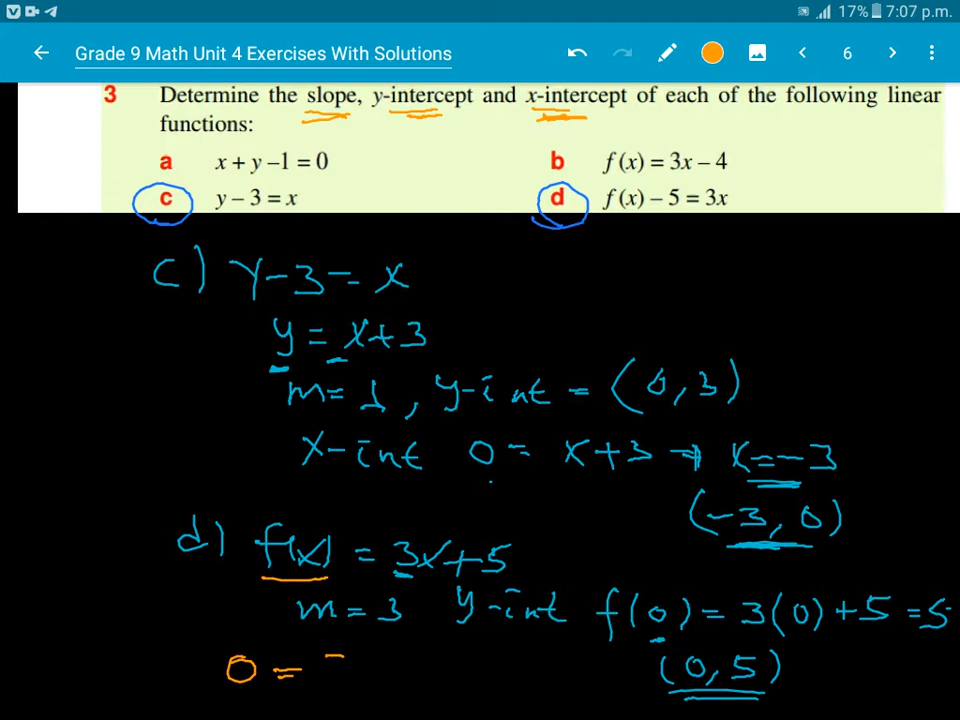 17% 7:07 p.m.
Grade 9 Math Unit 4 Exercises With Solutions 6
3 Determine the slope, y-intercept and x-intercept of each of the following linear
functions:
a x + y –1 = 0 b f (x) = 3x – 4
c y – 3 = x d f (x) – 5 = 3x
c) y-3 = x
y = x+3
m = 1, y-int = (0,3)
x-int 0 = x+3 → x = -3
(-3, 0)
d) f(x) = 3x+5
m = 3 y-int f(0) = 3(0)+5 = 5
0 = (0,5)